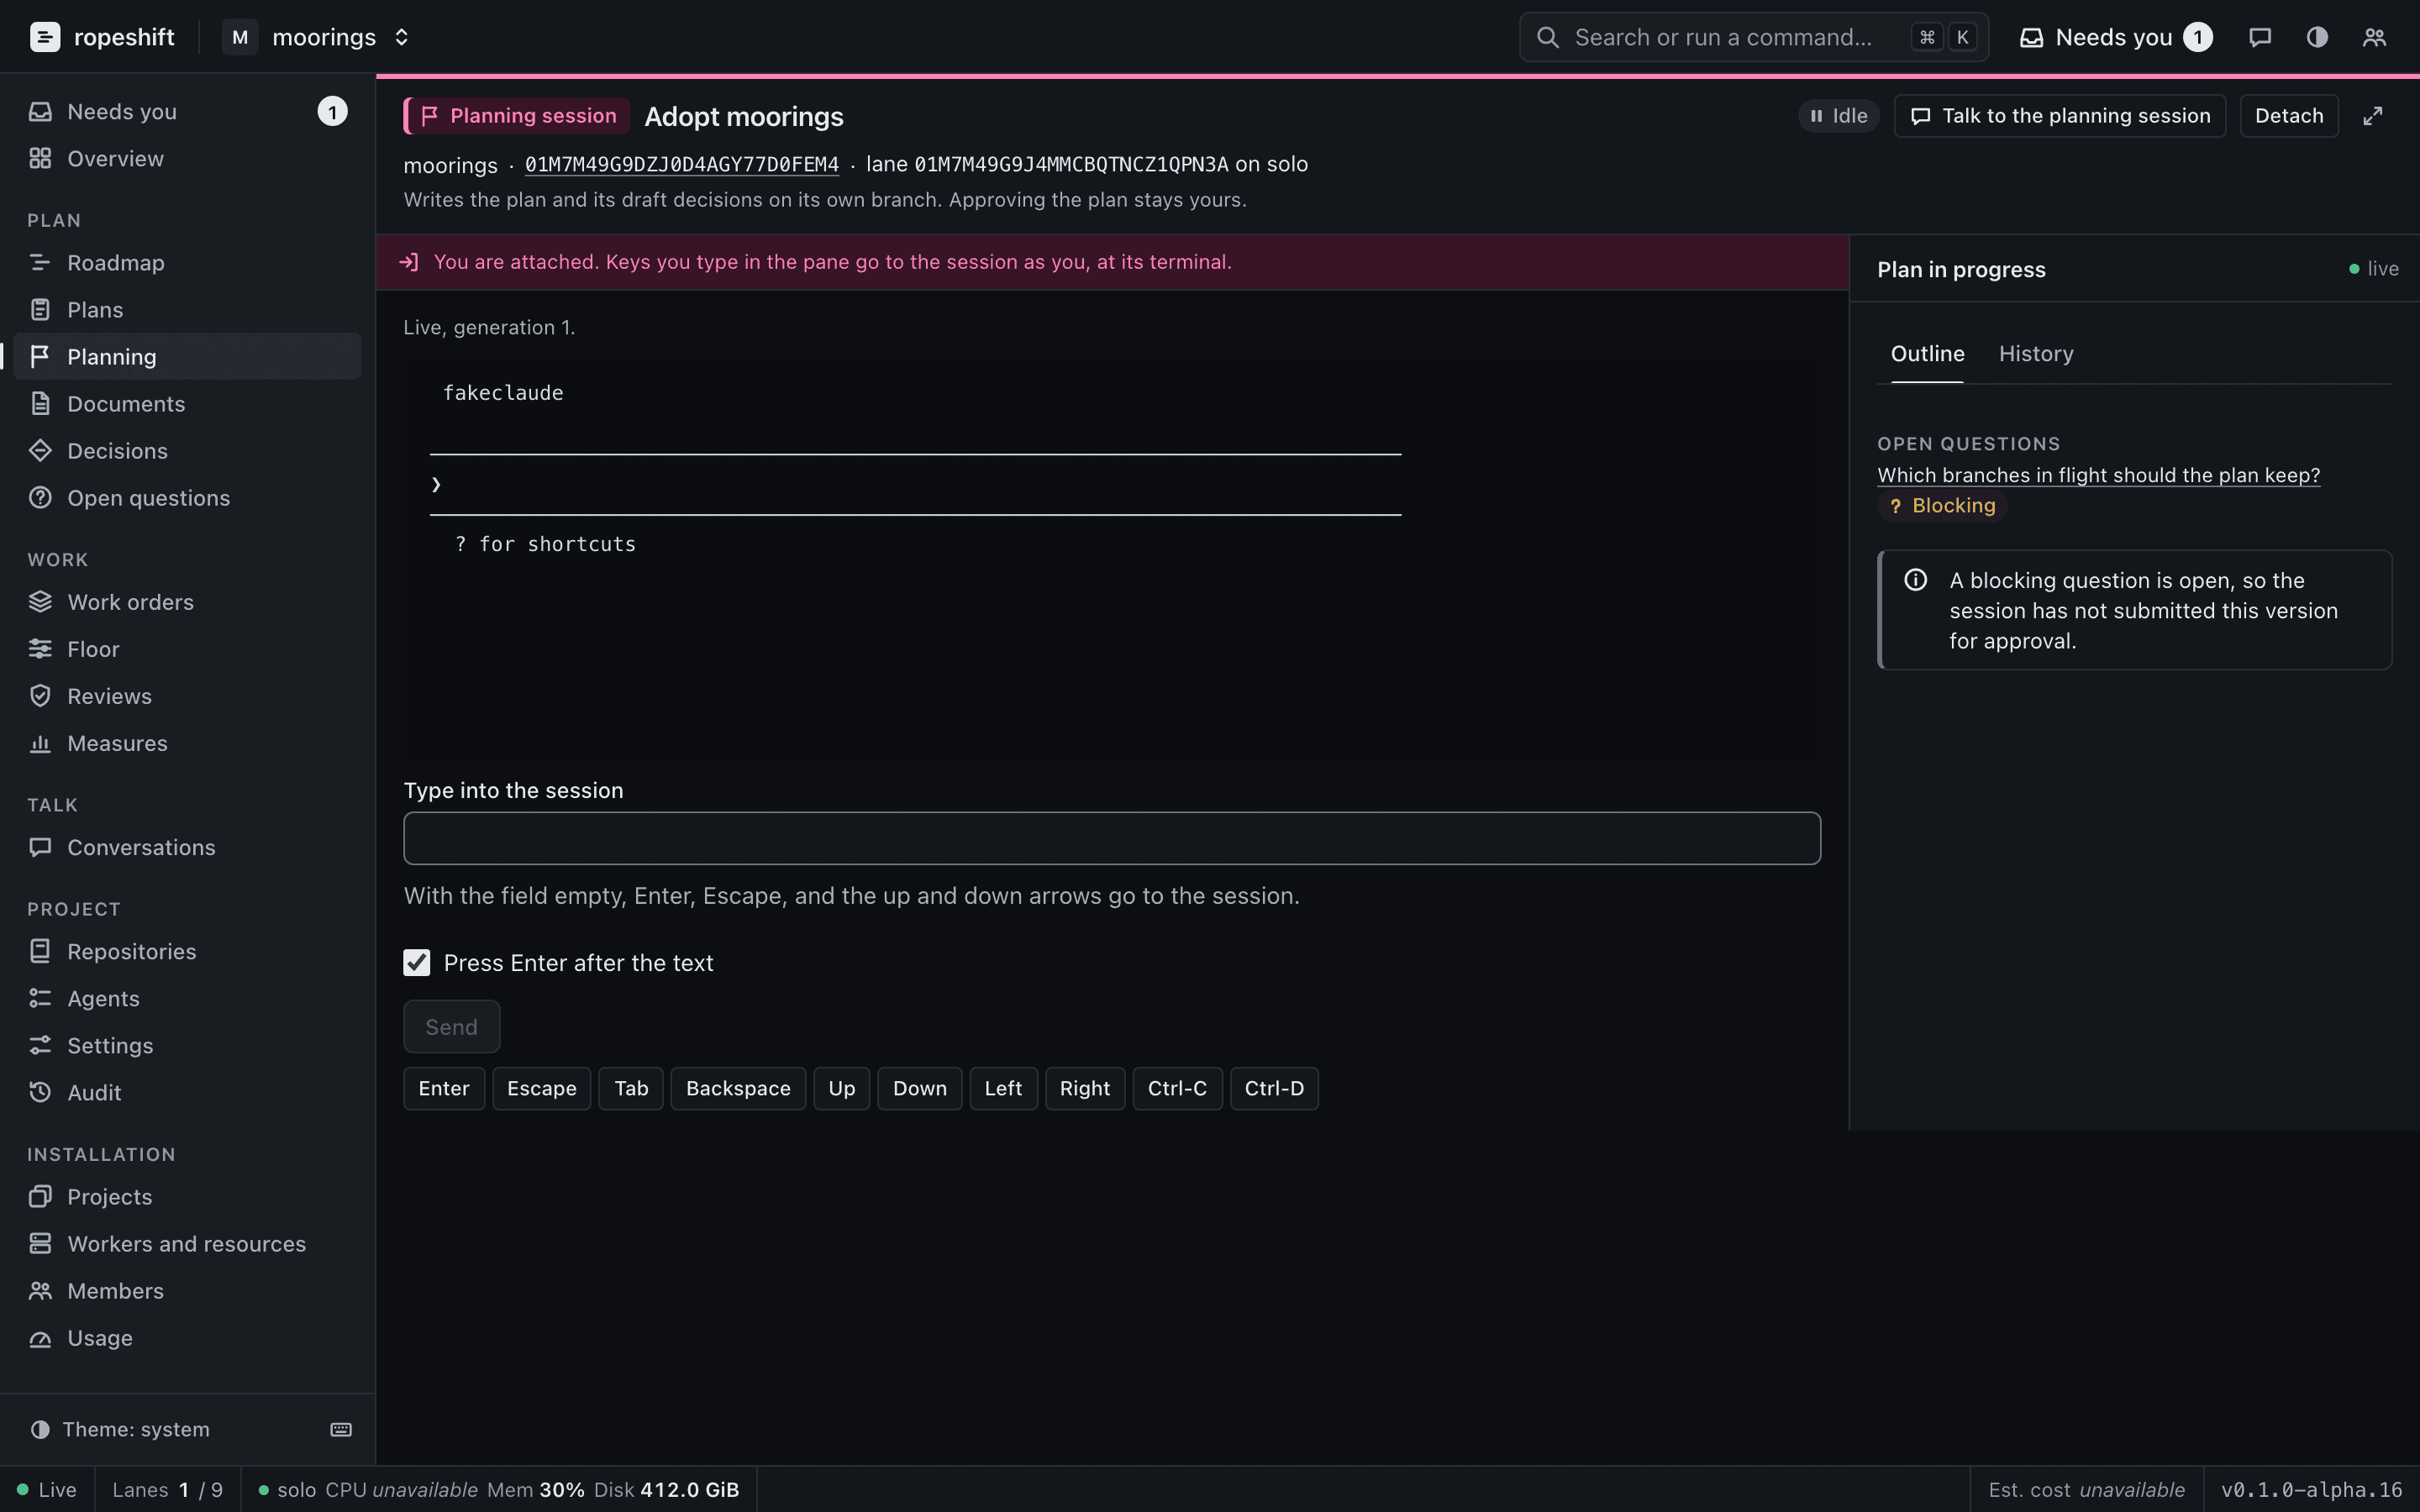 ropeshift
M moorings
Search or run a command... ⌘ K
Needs you 1
Needs you 1
Overview
PLAN
Roadmap
Plans
Planning
Documents
Decisions
Open questions
WORK
Work orders
Floor
Reviews
Measures
TALK
Conversations
PROJECT
Repositories
Agents
Settings
Audit
INSTALLATION
Projects
Workers and resources
Members
Usage
Theme: system
Planning session Adopt moorings
Idle
Talk to the planning session
Detach
moorings · 01M7M49G9DZJ0D4AGY77D0FEM4 · lane 01M7M49G9J4MMCBQTNCZ1QPN3A on solo
Writes the plan and its draft decisions on its own branch. Approving the plan stays yours.
You are attached. Keys you type in the pane go to the session as you, at its terminal.
Live, generation 1.
fakeclaude
❯
? for shortcuts
Type into the session
With the field empty, Enter, Escape, and the up and down arrows go to the session.
Press Enter after the text
Send
Enter Escape Tab Backspace Up Down Left Right Ctrl-C Ctrl-D
Plan in progress
live
Outline History
OPEN QUESTIONS
Which branches in flight should the plan keep?
? Blocking
A blocking question is open, so the
session has not submitted this version
for approval.
Live
Lanes 1 / 9
solo CPU unavailable Mem 30% Disk 412.0 GiB
Est. cost unavailable
v0.1.0-alpha.16